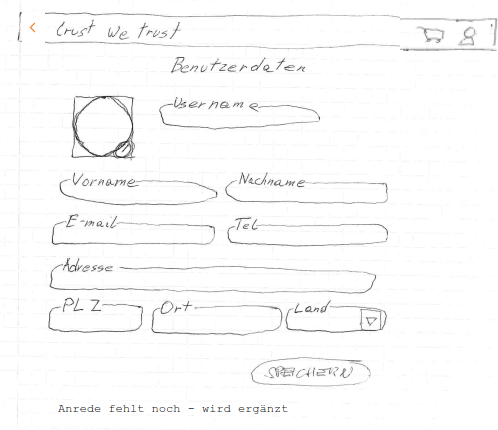 < Crust we trust
Benutzerdaten
Username
Vorname Nachname
E-mail Tel
Adresse
PLZ Ort Land
SPEICHERN
Anrede fehlt noch - wird ergänzt